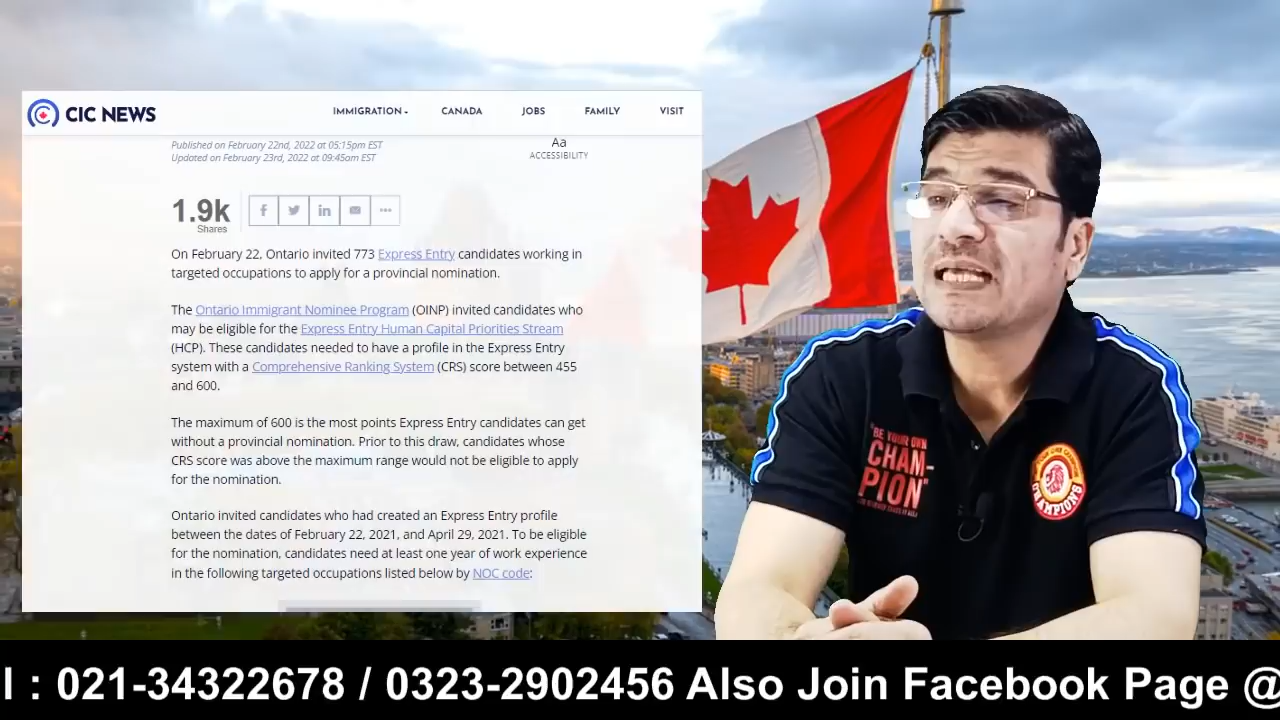 CIC NEWS
IMMIGRATION
CANADA
JOBS
FAMILY
VISIT
Published on February 22nd, 2022 at 05:15pm EST
Updated on February 23rd, 2022 at 09:45am EST
Aa
ACCESSIBILITY
1.9k
Shares
On February 22, Ontario invited 773 Express Entry candidates working in
targeted occupations to apply for a provincial nomination.
The Ontario Immigrant Nominee Program (OINP) invited candidates who
may be eligible for the Express Entry Human Capital Priorities Stream
(HCP). These candidates needed to have a profile in the Express Entry
system with a Comprehensive Ranking System (CRS) score between 455
and 600.
The maximum of 600 is the most points Express Entry candidates can get
without a provincial nomination. Prior to this draw, candidates whose
CRS score was above the maximum range would not be eligible to apply
for the nomination.
Ontario invited candidates who had created an Express Entry profile
between the dates of February 22, 2021, and April 29, 2021. To be eligible
for the nomination, candidates need at least one year of work experience
in the following targeted occupations listed below by NOC code:
"BE YOUR OWN
CHAM-
PION"
CHAMPIONS
l : 021-34322678 / 0323-2902456 Also Join Facebook Page @